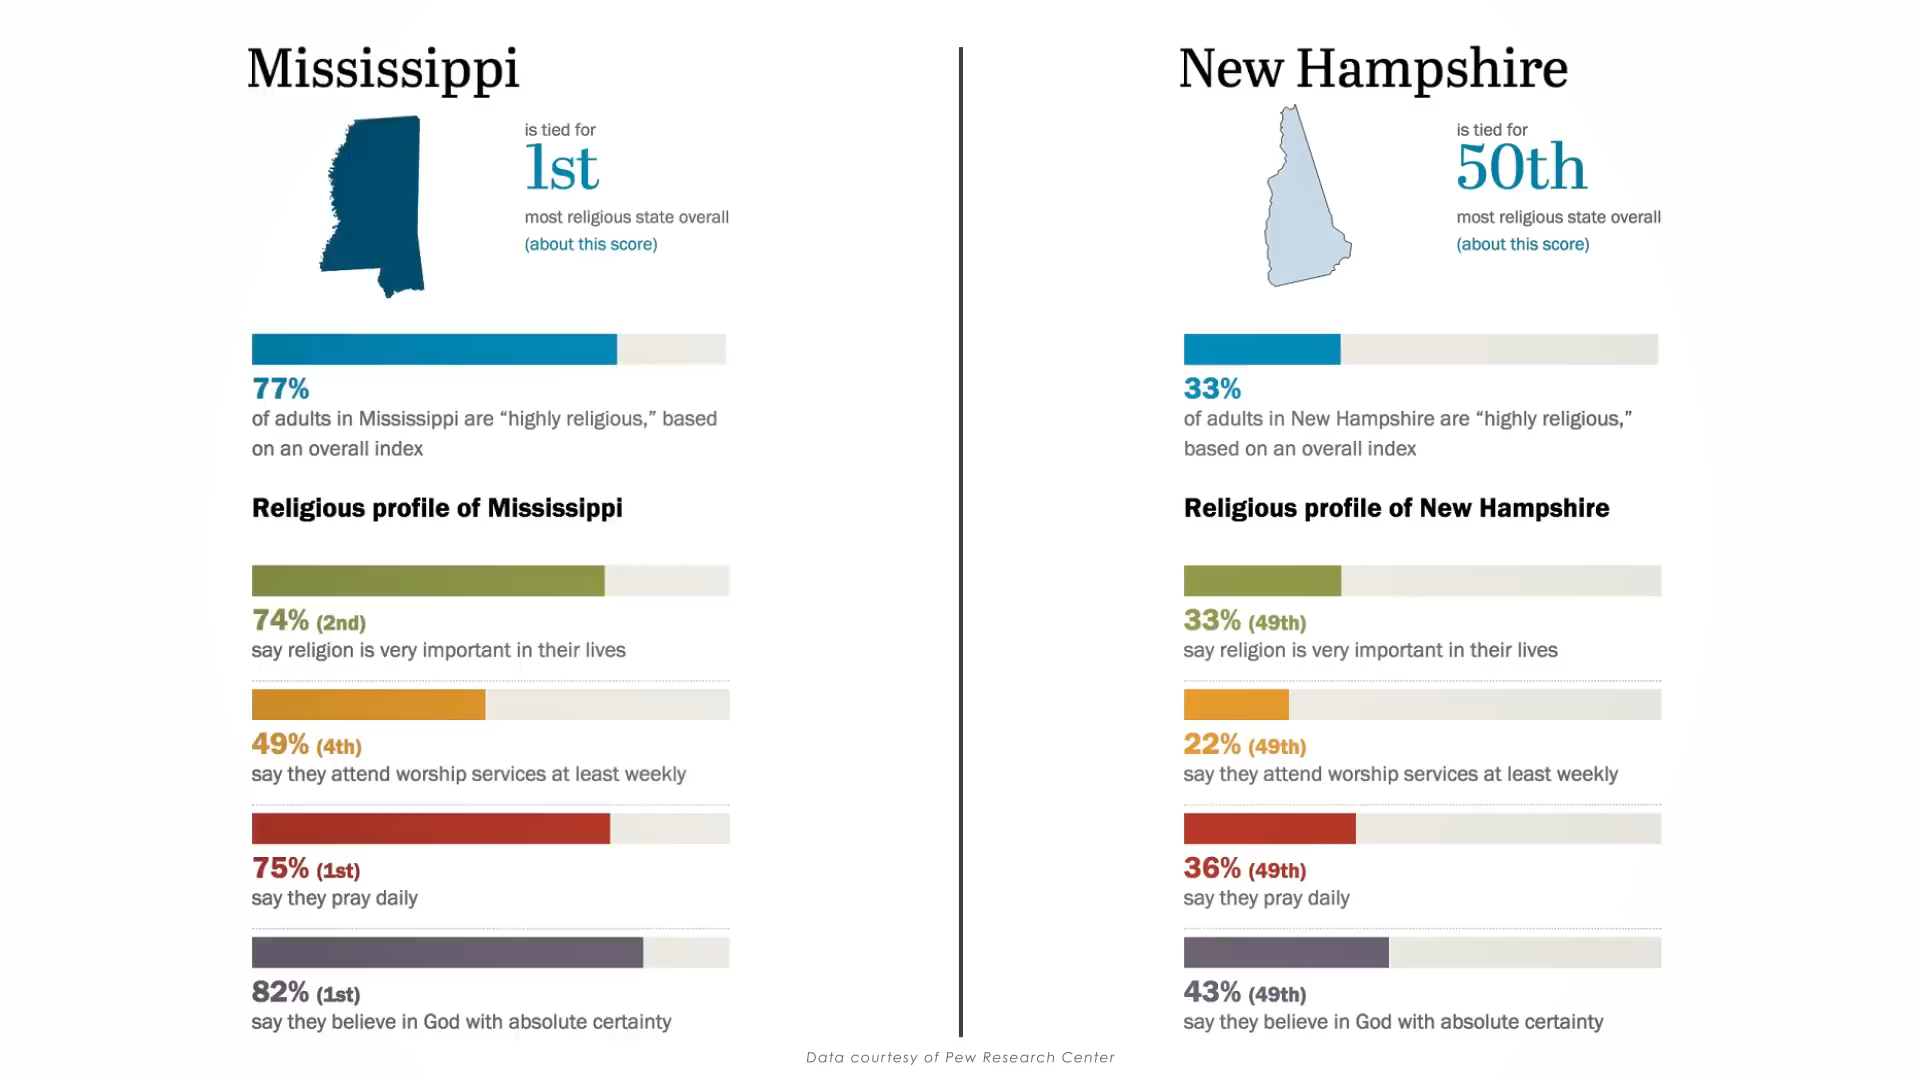 Mississippi
is tied for
1st
most religious state overall
(about this score)
77%
of adults in Mississippi are “highly religious,” based
on an overall index
Religious profile of Mississippi
74% (2nd)
say religion is very important in their lives
49% (4th)
say they attend worship services at least weekly
75% (1st)
say they pray daily
82% (1st)
say they believe in God with absolute certainty
New Hampshire
is tied for
50th
most religious state overall
(about this score)
33%
of adults in New Hampshire are “highly religious,”
based on an overall index
Religious profile of New Hampshire
33% (49th)
say religion is very important in their lives
22% (49th)
say they attend worship services at least weekly
36% (49th)
say they pray daily
43% (49th)
say they believe in God with absolute certainty
Data courtesy of Pew Research Center